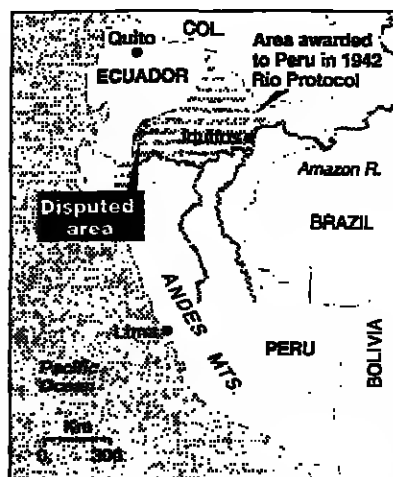 COL.
Quito
ECUADOR
Area awarded
to Peru in 1942
Rio Protocol
Iquitos
Amazon R.
Disputed
area
BRAZIL
ANDES MTS.
Lima
PERU
BOLIVIA
Pacific
Ocean
Km
0 300